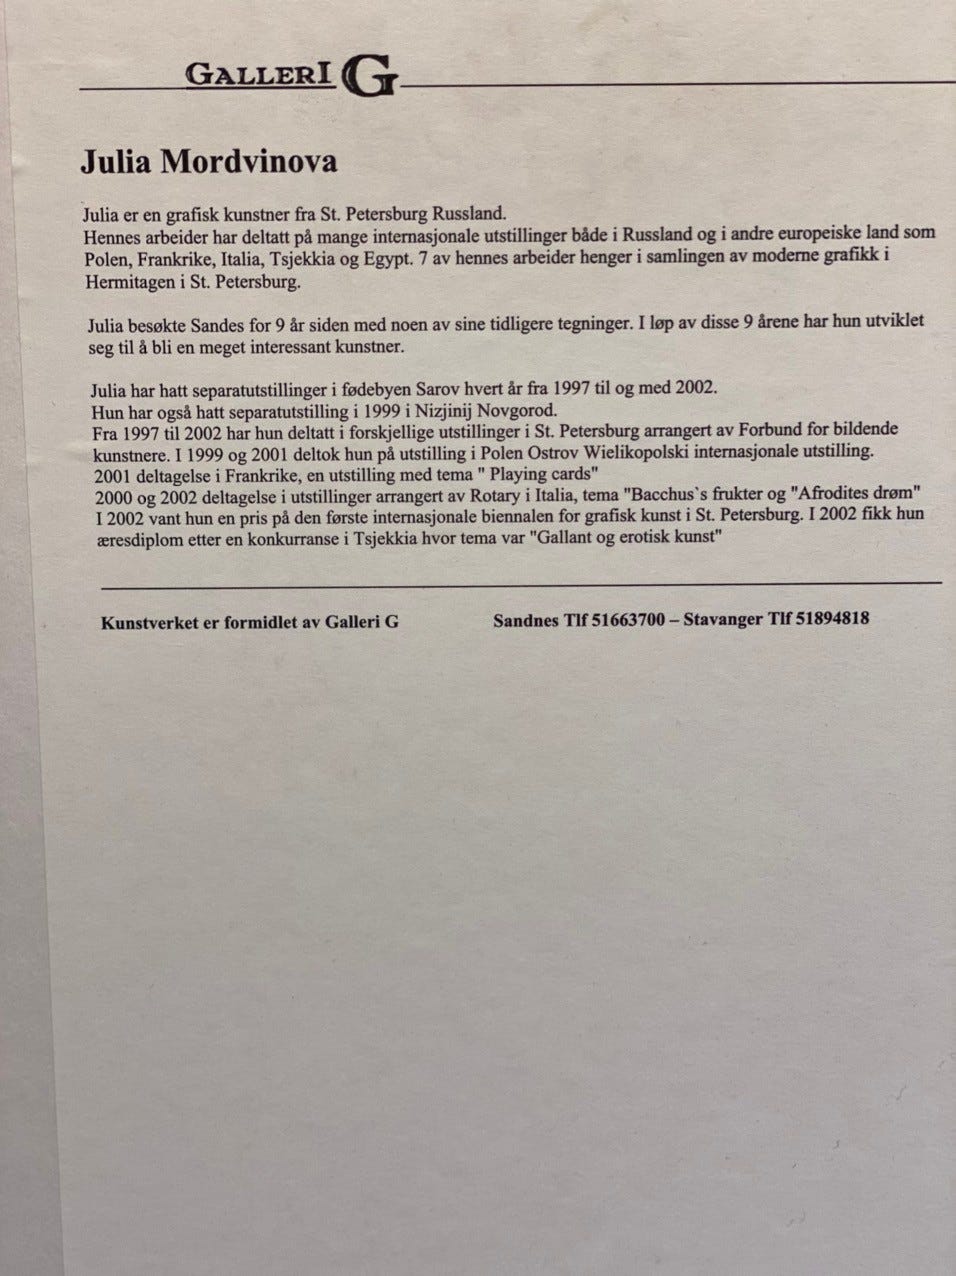 GALLERI G
Julia Mordvinova
Julia er en grafisk kunstner fra St. Petersburg Russland.
Hennes arbeider har deltatt på mange internasjonale utstillinger både i Russland og i andre europeiske land som
Polen, Frankrike, Italia, Tsjekkia og Egypt. 7 av hennes arbeider henger i samlingen av moderne grafikk i
Hermitagen i St. Petersburg.
Julia besøkte Sandes for 9 år siden med noen av sine tidligere tegninger. I løp av disse 9 årene har hun utviklet
seg til å bli en meget interessant kunstner.
Julia har hatt separatutstillinger i fødebyen Sarov hvert år fra 1997 til og med 2002.
Hun har også hatt separatutstilling i 1999 i Nizjinij Novgorod.
Fra 1997 til 2002 har hun deltatt i forskjellige utstillinger i St. Petersburg arrangert av Forbund for bildende
kunstnere. I 1999 og 2001 deltok hun på utstilling i Polen Ostrov Wielikopolski internasjonale utstilling.
2001 deltagelse i Frankrike, en utstilling med tema " Playing cards"
2000 og 2002 deltagelse i utstillinger arrangert av Rotary i Italia, tema "Bacchus`s frukter og "Afrodites drøm"
I 2002 vant hun en pris på den første internasjonale biennalen for grafisk kunst i St. Petersburg. I 2002 fikk hun
æresdiplom etter en konkurranse i Tsjekkia hvor tema var "Gallant og erotisk kunst"
Kunstverket er formidlet av Galleri G Sandnes Tlf 51663700 – Stavanger Tlf 51894818